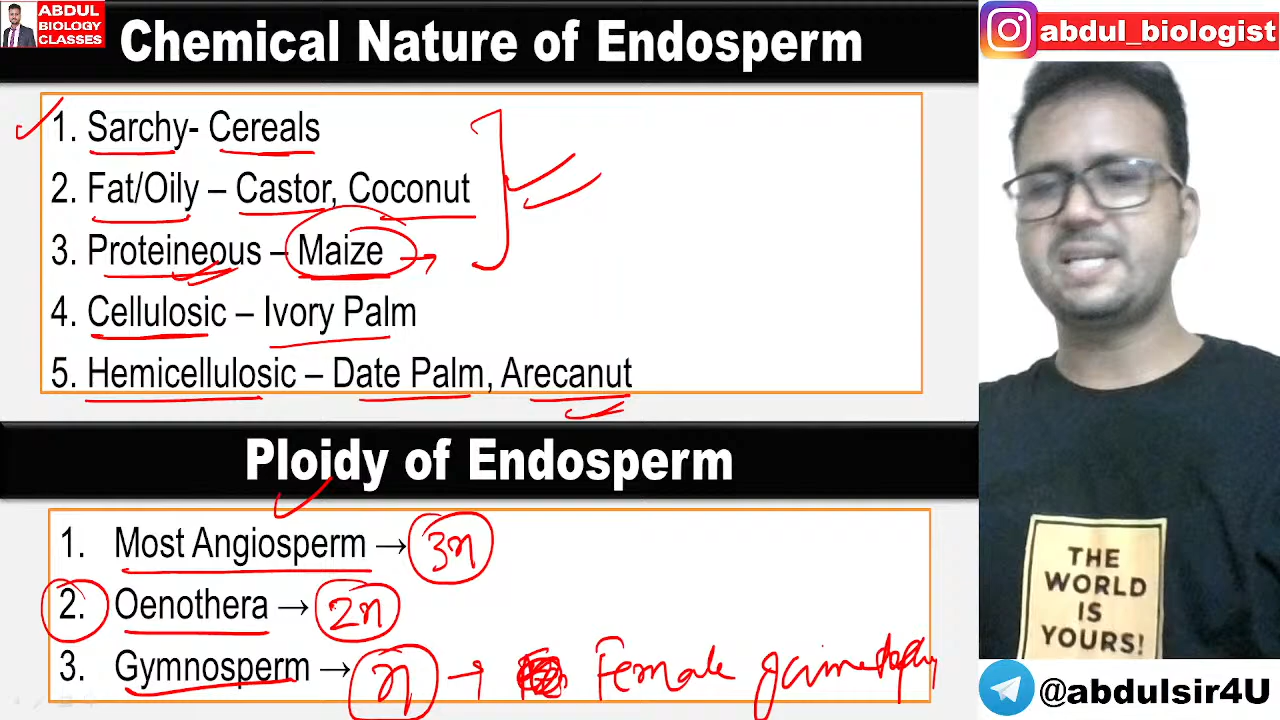 ABDUL
BIOLOGY
CLASSES
Chemical Nature of Endosperm
abdul_biologist
1. Sarchy- Cereals
2. Fat/Oily – Castor, Coconut
3. Proteineous – Maize →
4. Cellulosic – Ivory Palm
5. Hemicellulosic – Date Palm, Arecanut
Ploidy of Endosperm
1. Most Angiosperm → 3n
2. Oenothera → 2n
3. Gymnosperm → n → Female
THE
WORLD
IS
YOURS!
@abdulsir4U